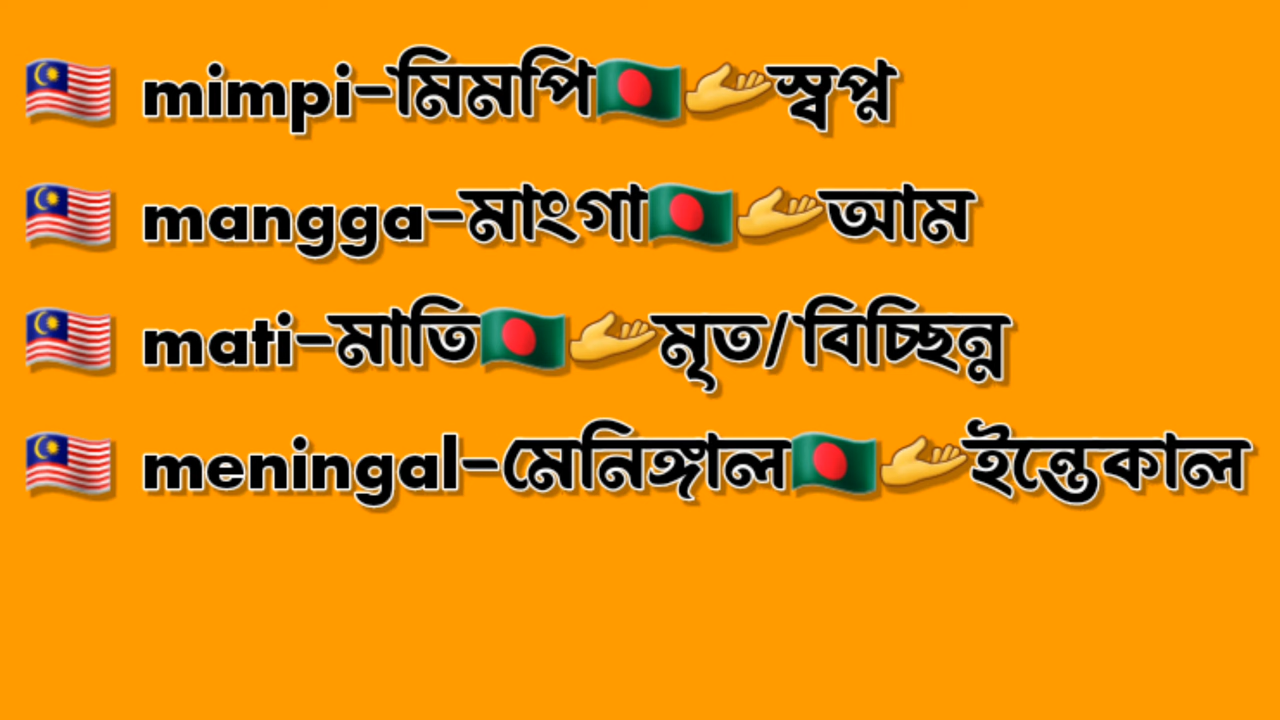 🇲🇾 mimpi-মিমপি🇧🇩🫴স্বপ্ন
🇲🇾 mangga-মাংগা🇧🇩🫴আম
🇲🇾 mati-মাতি🇧🇩🫴মৃত/বিচ্ছিন্ন
🇲🇾 meningal-মেনিঙ্গাল🇧🇩🫴ইন্তেকাল